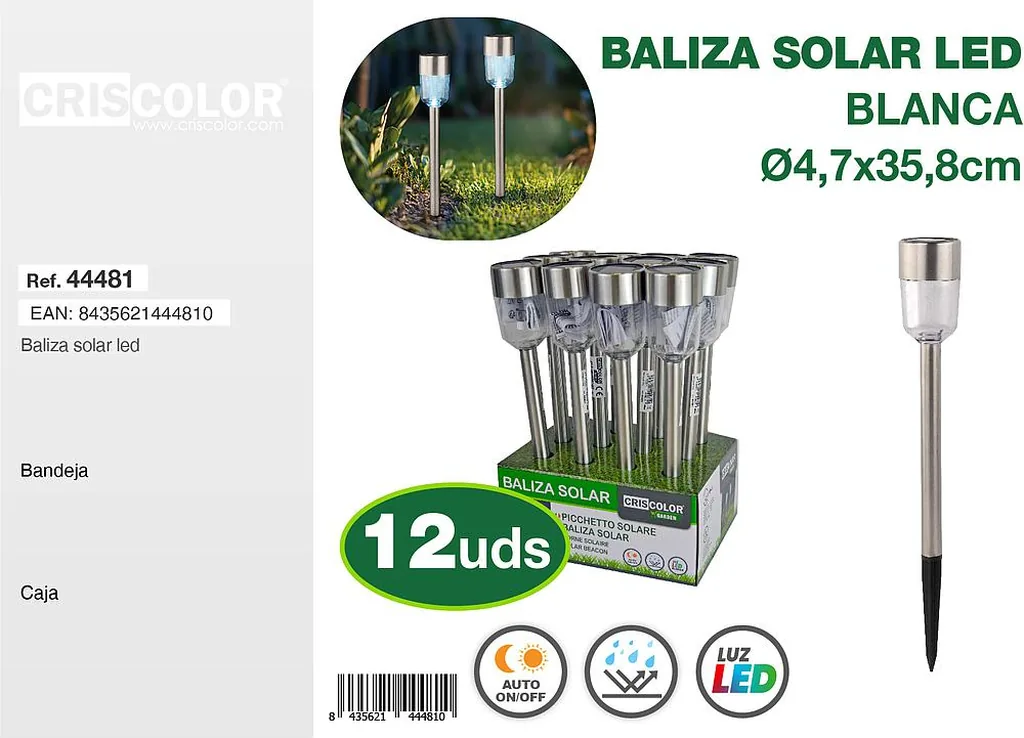 CRISCOLOR®
www.criscolor.com
Ref. 44481
EAN: 8435621444810
Baliza solar led
Bandeja
Caja
BALIZA SOLAR LED
BLANCA
Ø4,7x35,8cm
BALIZA SOLAR
CRISCOLOR
GARDEN
PICCHETTO SOLARE
BALIZA SOLAR
SOLAIRE
BEACON
12uds
8 435621 444810
AUTO
ON/OFF
LUZ
LED